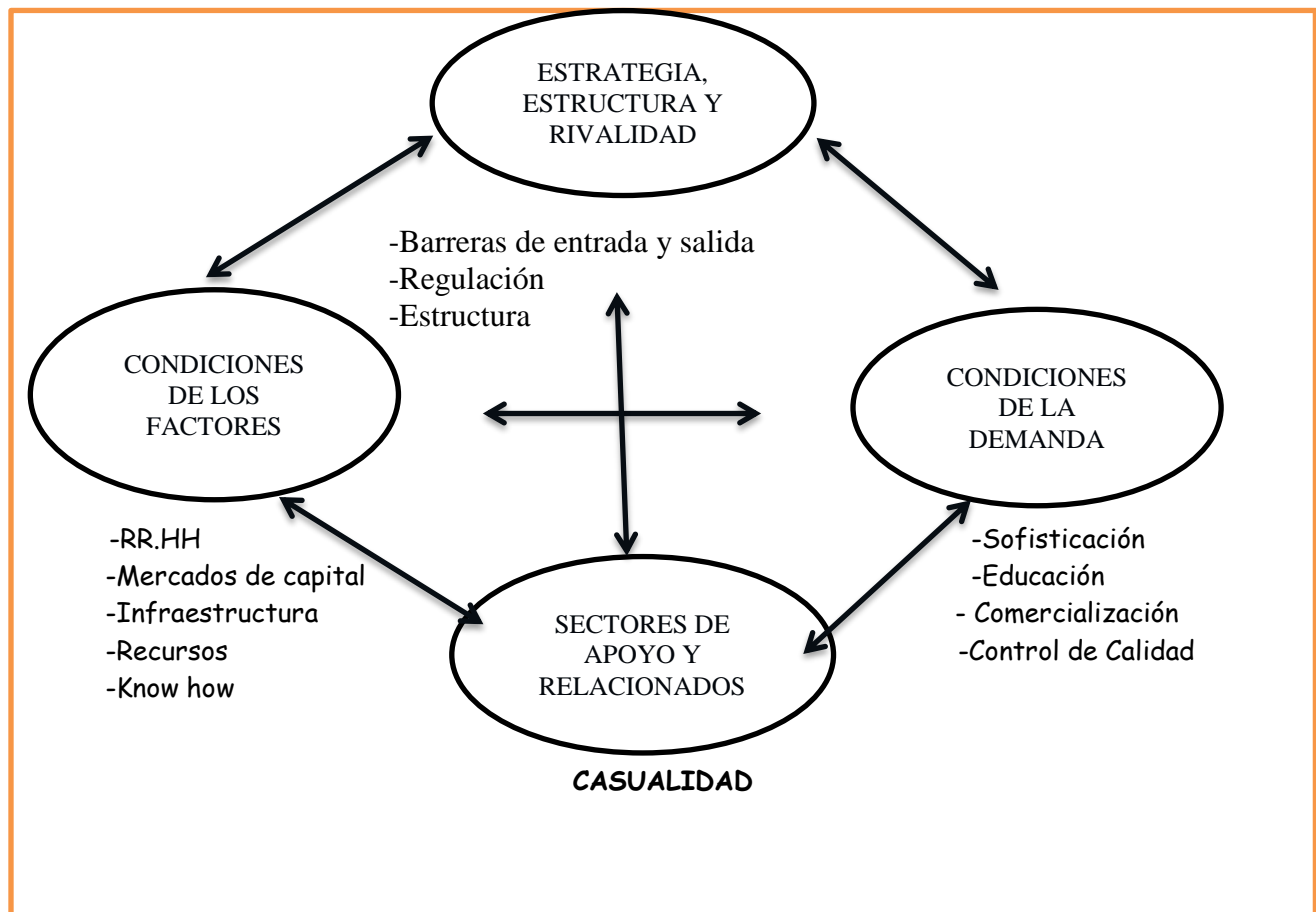 ESTRATEGIA,
ESTRUCTURA Y
RIVALIDAD
-Barreras de entrada y salida
-Regulación
-Estructura
CONDICIONES
DE LOS
FACTORES
CONDICIONES
DE LA
DEMANDA
-RR.HH
-Mercados de capital
-Infraestructura
-Recursos
-Know how
-Sofisticación
-Educación
- Comercialización
-Control de Calidad
SECTORES DE
APOYO Y
RELACIONADOS
CASUALIDAD